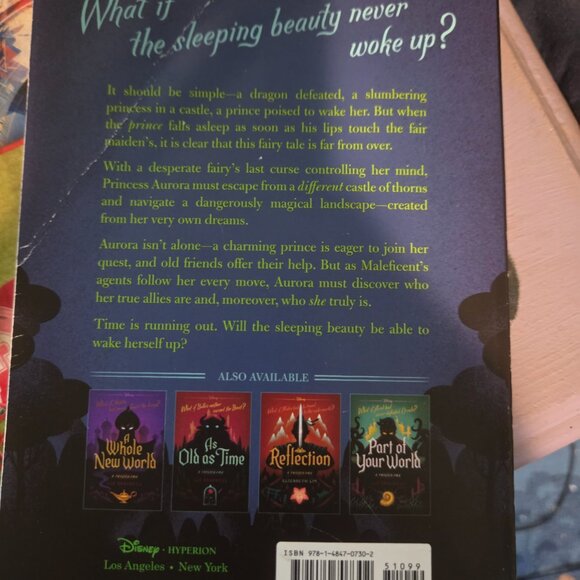 What if
the sleeping beauty never
woke up?
It should be simple—a dragon defeated, a slumbering
princess in a castle, a prince poised to wake her. But when
the prince falls asleep as soon as his lips touch the fair
maiden's, it is clear that this fairy tale is far from over.
With a desperate fairy's last curse controlling her mind,
Princess Aurora must escape from a different castle of thorns
and navigate a dangerously magical landscape—created
from her very own dreams.
Aurora isn't alone—a charming prince is eager to join her
quest, and old friends offer their help. But as Maleficent's
agents follow her every move, Aurora must discover who
her true allies are and, moreover, who she truly is.
Time is running out. Will the sleeping beauty be able to
wake herself up?
ALSO AVAILABLE
A
Whole
New World
As
Old as Time
Reflection
ELIZABETH LIM
Part of
Your World
Disney • HYPERION
Los Angeles • New York
ISBN 978-1-4847-0730-2
51099